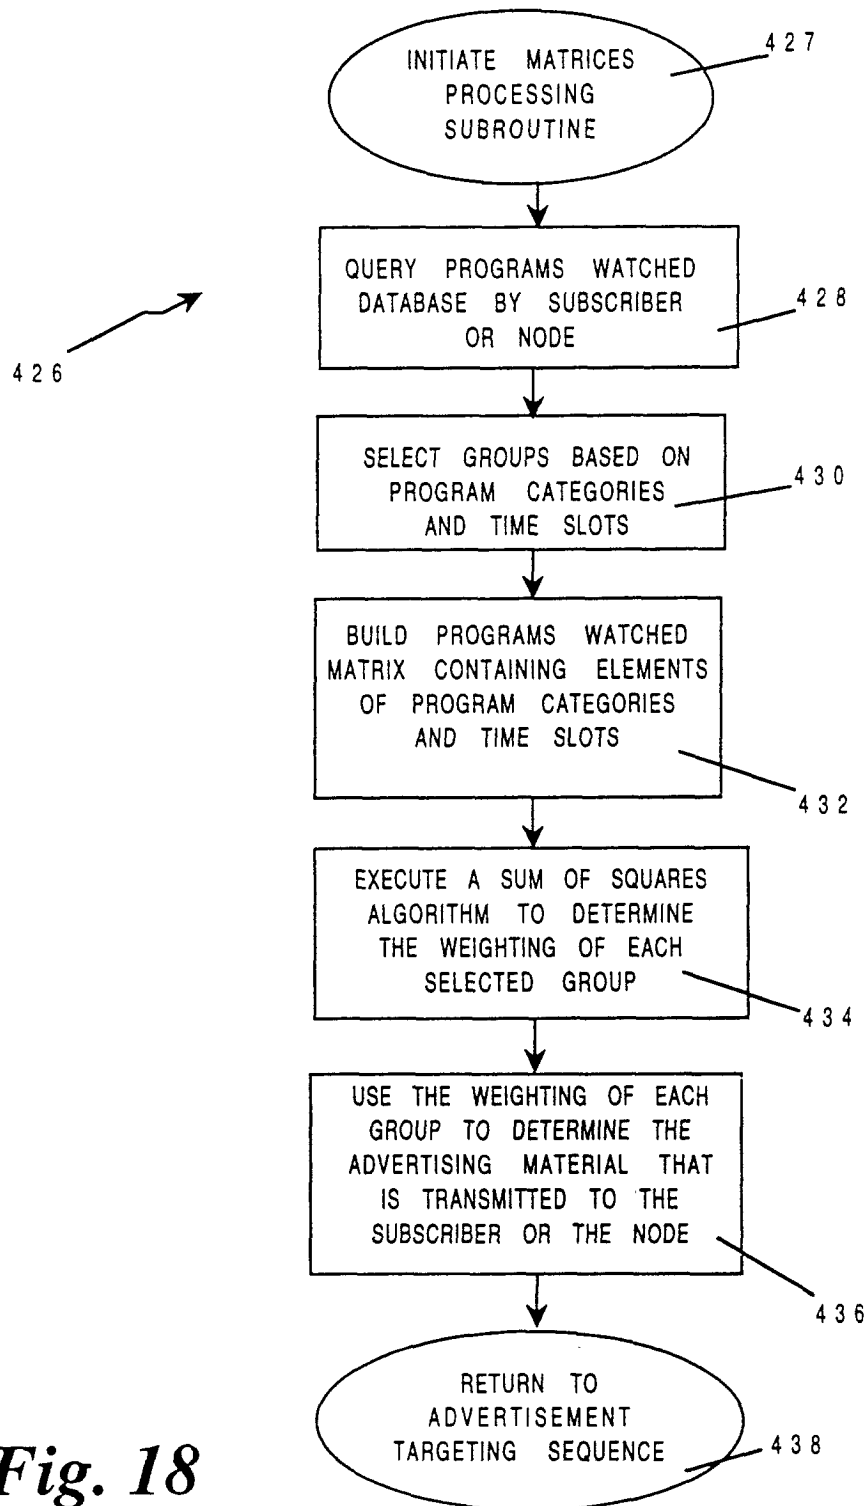 INITIATE MATRICES
PROCESSING
SUBROUTINE
427
QUERY PROGRAMS WATCHED
DATABASE BY SUBSCRIBER
OR NODE
428
426
SELECT GROUPS BASED ON
PROGRAM CATEGORIES
AND TIME SLOTS
430
BUILD PROGRAMS WATCHED
MATRIX CONTAINING ELEMENTS
OF PROGRAM CATEGORIES
AND TIME SLOTS
432
EXECUTE A SUM OF SQUARES
ALGORITHM TO DETERMINE
THE WEIGHTING OF EACH
SELECTED GROUP
434
USE THE WEIGHTING OF EACH
GROUP TO DETERMINE THE
ADVERTISING MATERIAL THAT
IS TRANSMITTED TO THE
SUBSCRIBER OR THE NODE
436
RETURN TO
ADVERTISEMENT
TARGETING SEQUENCE
438
Fig. 18